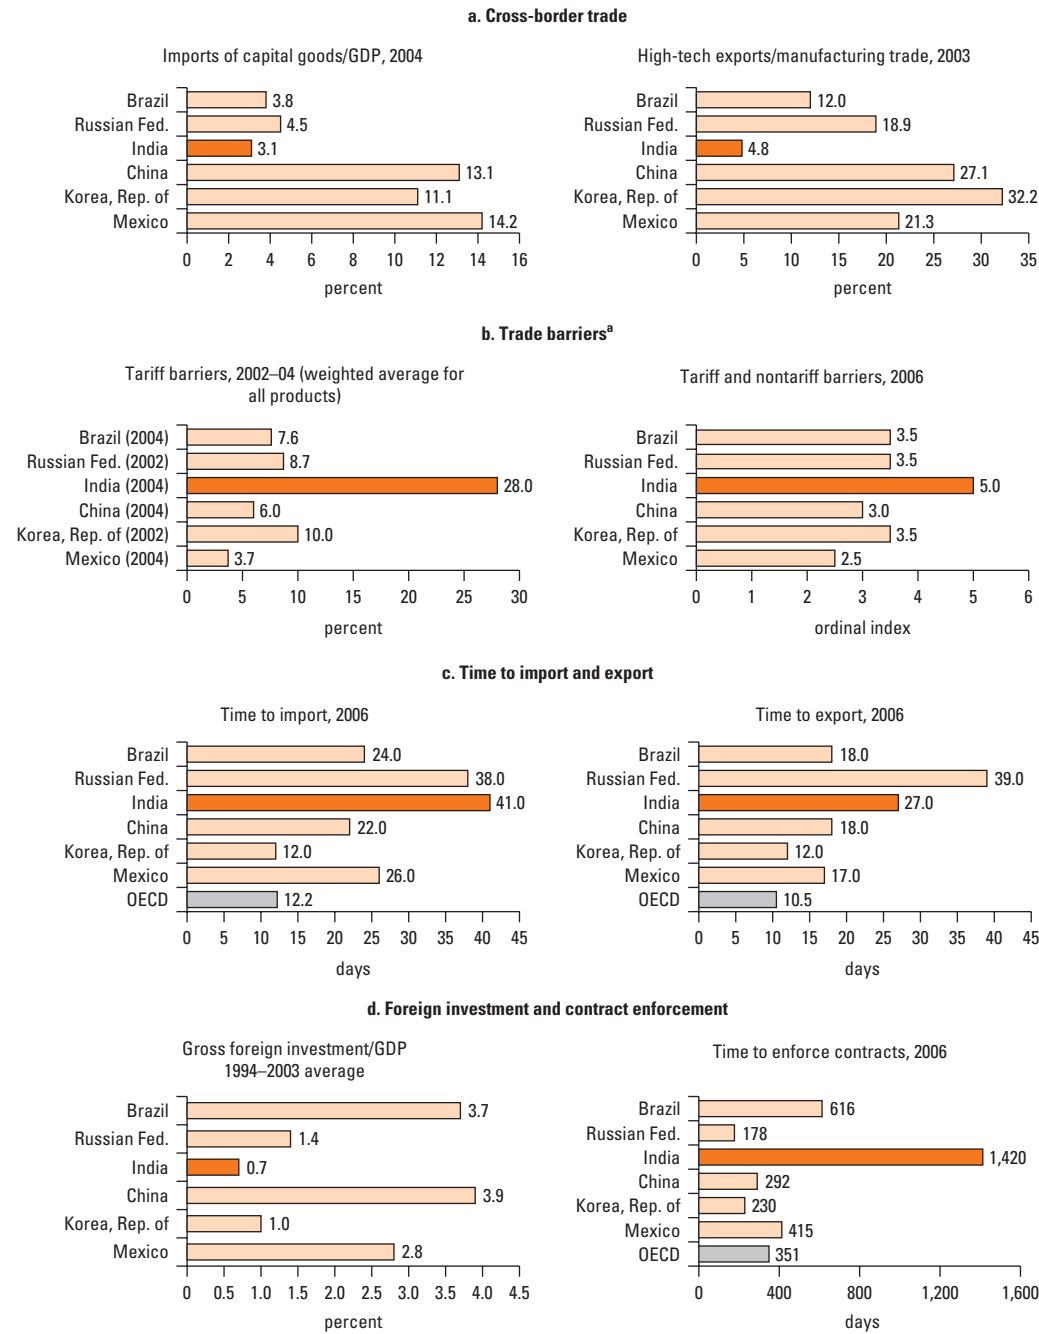 a. Cross-border trade
Imports of capital goods/GDP, 2004
Brazil 3.8
Russian Fed. 4.5
India 3.1
China 13.1
Korea, Rep. of 11.1
Mexico 14.2
0 2 4 6 8 10 12 14 16
percent
High-tech exports/manufacturing trade, 2003
Brazil 12.0
Russian Fed. 18.9
India 4.8
China 27.1
Korea, Rep. of 32.2
Mexico 21.3
0 5 10 15 20 25 30 35
percent
b. Trade barriersª
Tariff barriers, 2002–04 (weighted average for
all products)
Brazil (2004) 7.6
Russian Fed. (2002) 8.7
India (2004) 28.0
China (2004) 6.0
Korea, Rep. of (2002) 10.0
Mexico (2004) 3.7
0 5 10 15 20 25 30
percent
Tariff and nontariff barriers, 2006
Brazil 3.5
Russian Fed. 3.5
India 5.0
China 3.0
Korea, Rep. of 3.5
Mexico 2.5
0 1 2 3 4 5 6
ordinal index
c. Time to import and export
Time to import, 2006
Brazil 24.0
Russian Fed. 38.0
India 41.0
China 22.0
Korea, Rep. of 12.0
Mexico 26.0
OECD 12.2
0 5 10 15 20 25 30 35 40 45
days
Time to export, 2006
Brazil 18.0
Russian Fed. 39.0
India 27.0
China 18.0
Korea, Rep. of 12.0
Mexico 17.0
OECD 10.5
0 5 10 15 20 25 30 35 40 45
days
d. Foreign investment and contract enforcement
Gross foreign investment/GDP
1994–2003 average
Brazil 3.7
Russian Fed. 1.4
India 0.7
China 3.9
Korea, Rep. of 1.0
Mexico 2.8
0 0.5 1.0 1.5 2.0 2.5 3.0 3.5 4.0 4.5
percent
Time to enforce contracts, 2006
Brazil 616
Russian Fed. 178
India 1,420
China 292
Korea, Rep. of 230
Mexico 415
OECD 351
0 400 800 1,200 1,600
days